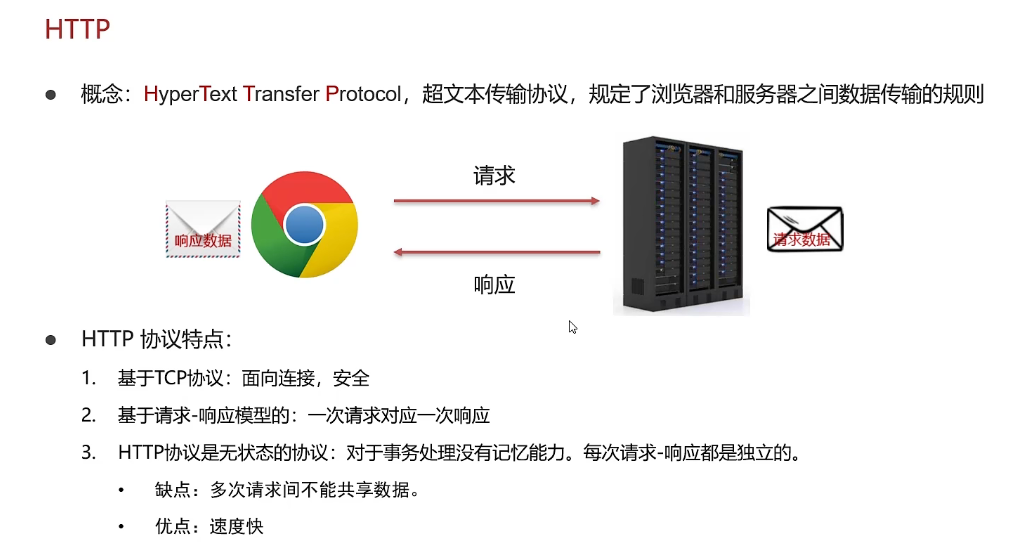 HTTP
● 概念：HyperText Transfer Protocol，超文本传输协议，规定了浏览器和服务器之间数据传输的规则
请求
响应数据
请求数据
响应
● HTTP 协议特点：
1. 基于TCP协议：面向连接，安全
2. 基于请求-响应模型的：一次请求对应一次响应
3. HTTP协议是无状态的协议：对于事务处理没有记忆能力。每次请求-响应都是独立的。
• 缺点：多次请求间不能共享数据。
• 优点：速度快